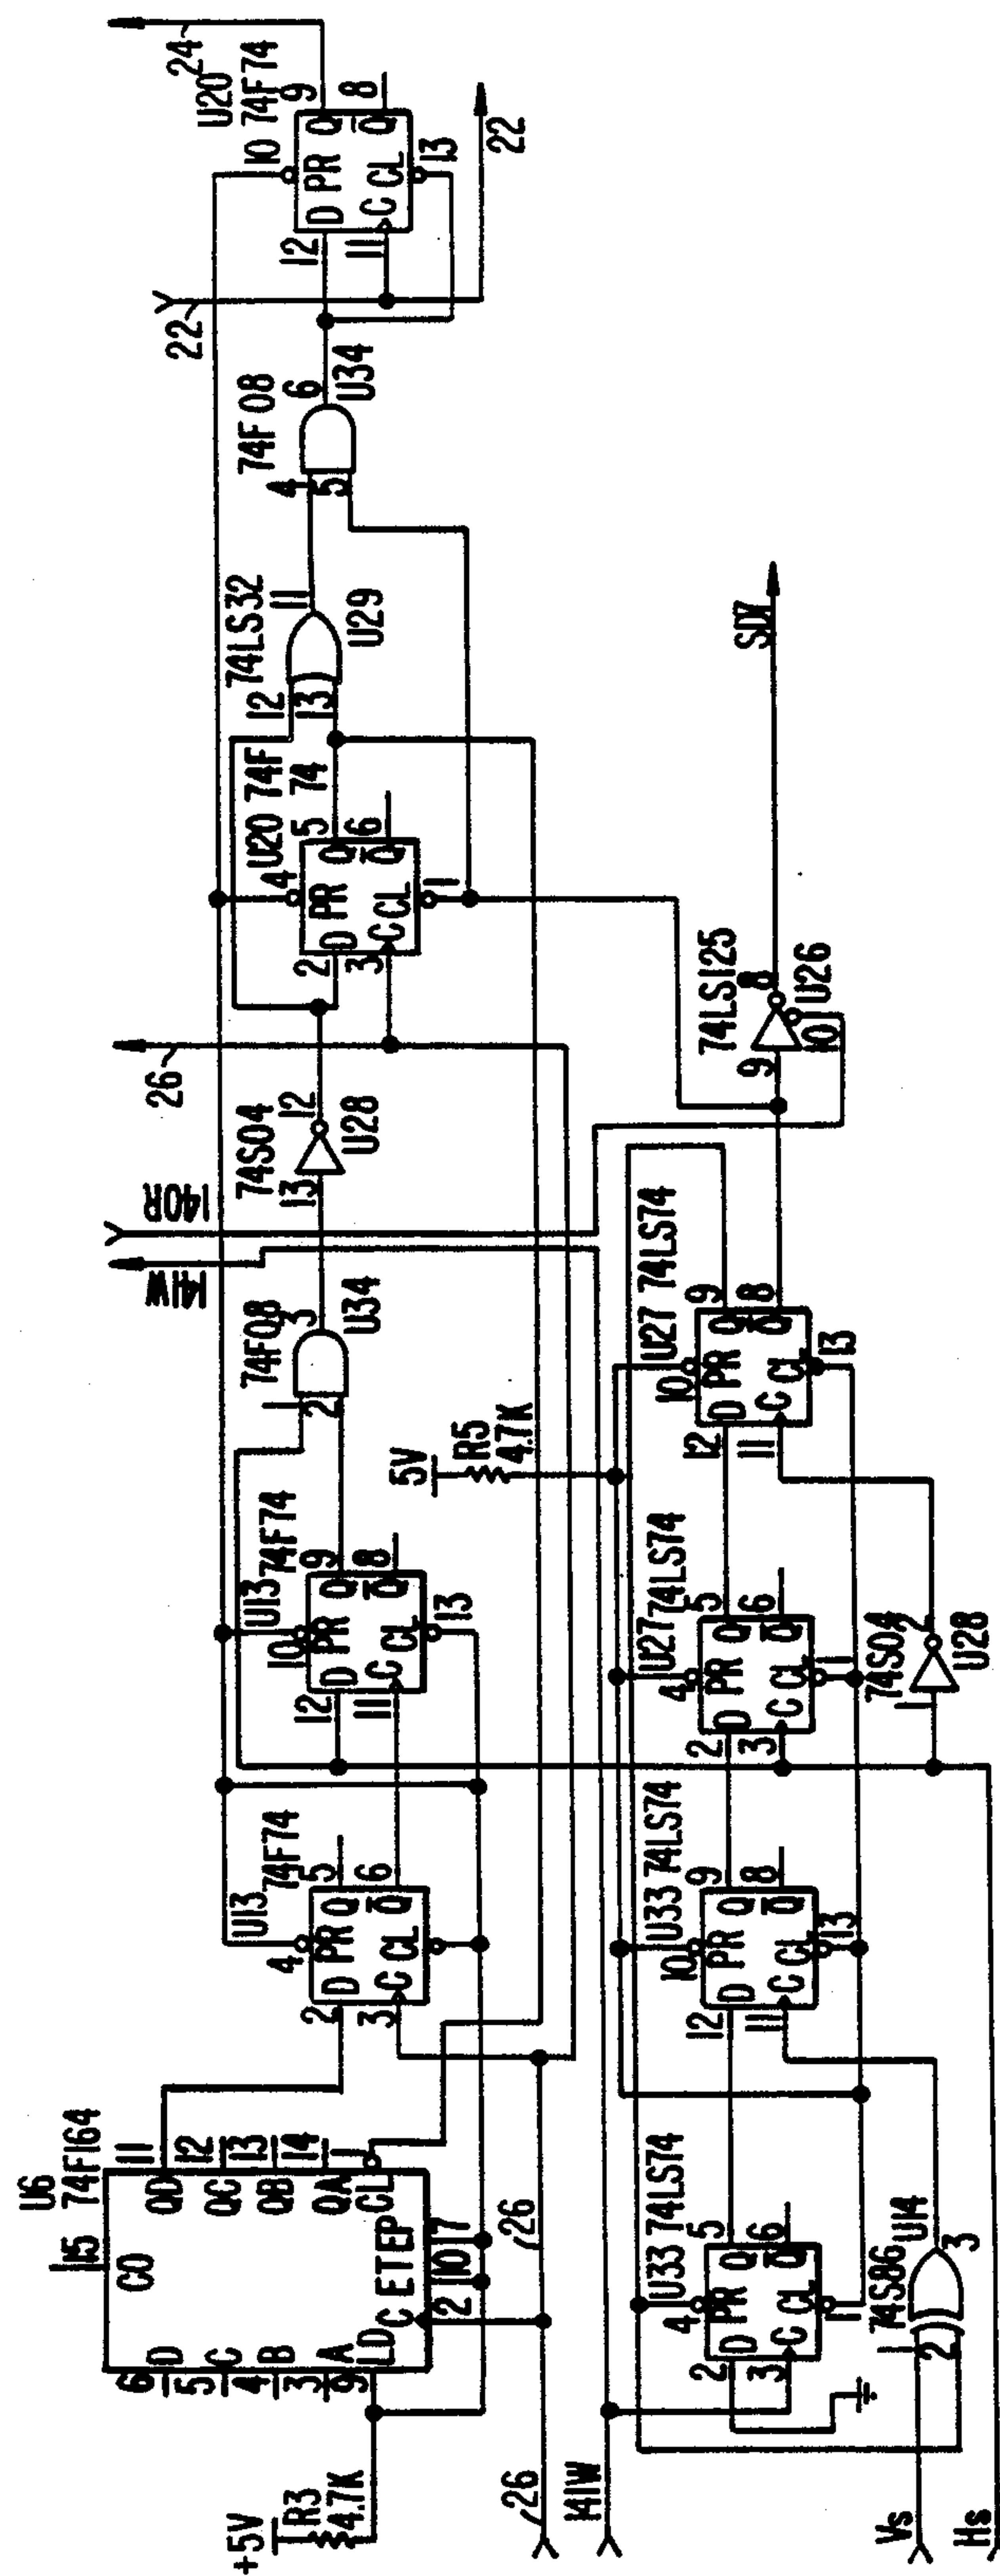 U6
74F164
15
CO
6 D
5 C
4 B
3 A
9 LD
QD 11
QC 12
QB 13
QA 14
CL 1
C ET EP
2 10 7
+5V
R3
4.7K
26
26
141W
Vs
Hs
U13
74F74
4
2 D PR Q 5
3 C CL Q 6
U13
74F74
10
12 D PR Q 9
11 C CL Q 8
13
74F08
1
2
3
U34
141W
140R
74S04
13
12
U28
26
U20 74F
74
4
2 D PR Q 5
3 C CL Q 6
1
74LS32
12
13
11
U29
74F08
4
5
6
U34
22
U20
74F74
10
12 D PR Q 9
11 C CL Q 8
13
24
22
U33 74LS74
4
2 D PR Q 5
3 C CL Q 6
1
74S86
U14
1
2
3
U33 74LS74
10
12 D PR Q 9
11 C CL Q 8
13
U27 74LS74
4
2 D PR Q 5
3 C CL Q 6
1
74S04
1
2
U28
5V
R5
4.7K
U27 74LS74
10
12 D PR Q 9
11 C CL Q 8
13
74LS125
9
8
10
U26